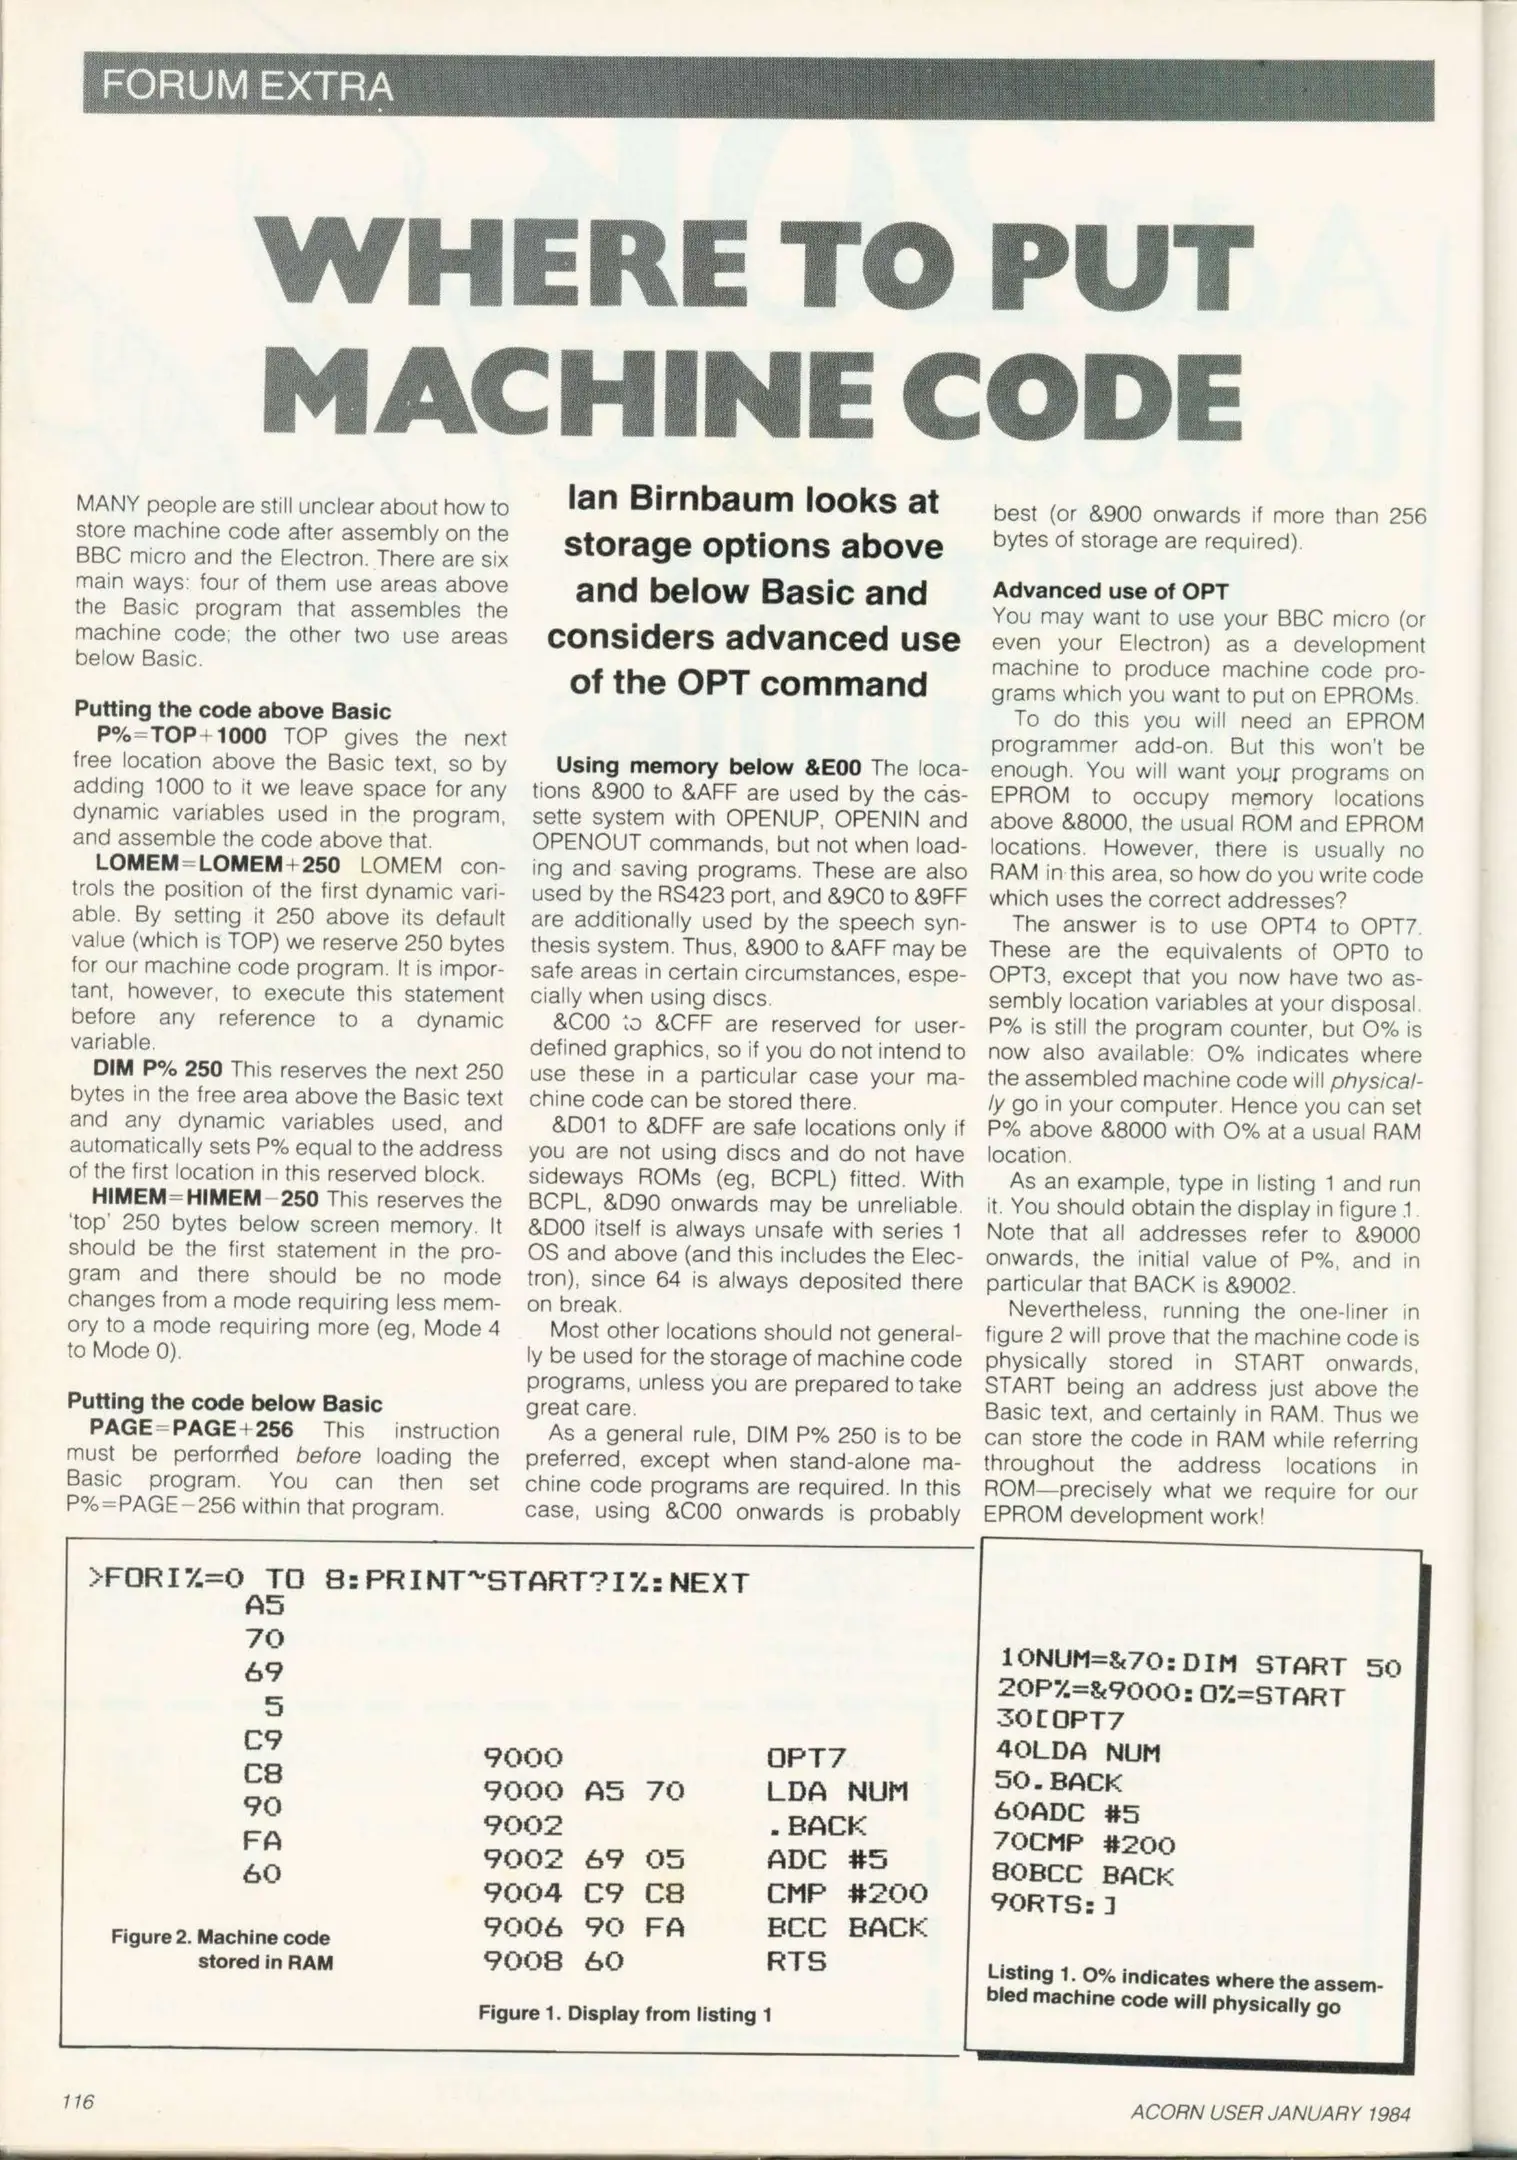 FORUM EXTRA
WHERE TO PUT
MACHINE CODE
MANY people are still unclear about how to
store machine code after assembly on the
BBC micro and the Electron. There are six
main ways: four of them use areas above
the Basic program that assembles the
machine code; the other two use areas
below Basic.
Putting the code above Basic
P%=TOP+1000 TOP gives the next
free location above the Basic text, so by
adding 1000 to it we leave space for any
dynamic variables used in the program,
and assemble the code above that.
LOMEM=LOMEM+250 LOMEM con-
trols the position of the first dynamic vari-
able. By setting it 250 above its default
value (which is TOP) we reserve 250 bytes
for our machine code program. It is impor-
tant, however, to execute this statement
before any reference to a dynamic
variable.
DIM P% 250 This reserves the next 250
bytes in the free area above the Basic text
and any dynamic variables used, and
automatically sets P% equal to the address
of the first location in this reserved block.
HIMEM=HIMEM-250 This reserves the
'top' 250 bytes below screen memory. It
should be the first statement in the pro-
gram and there should be no mode
changes from a mode requiring less mem-
ory to a mode requiring more (eg, Mode 4
to Mode 0).
Putting the code below Basic
PAGE=PAGE+256 This instruction
must be performed before loading the
Basic program. You can then set
P%=PAGE-256 within that program.
Ian Birnbaum looks at
storage options above
and below Basic and
considers advanced use
of the OPT command
Using memory below &E00 The loca-
tions &900 to &AFF are used by the cas-
sette system with OPENUP, OPENIN and
OPENOUT commands, but not when load-
ing and saving programs. These are also
used by the RS423 port, and &9C0 to &9FF
are additionally used by the speech syn-
thesis system. Thus, &900 to &AFF may be
safe areas in certain circumstances, espe-
cially when using discs.
&C00 to &CFF are reserved for user-
defined graphics, so if you do not intend to
use these in a particular case your ma-
chine code can be stored there.
&D01 to &DFF are safe locations only if
you are not using discs and do not have
sideways ROMs (eg, BCPL) fitted. With
BCPL, &D90 onwards may be unreliable.
&D00 itself is always unsafe with series 1
OS and above (and this includes the Elec-
tron), since 64 is always deposited there
on break.
Most other locations should not general-
ly be used for the storage of machine code
programs, unless you are prepared to take
great care.
As a general rule, DIM P% 250 is to be
preferred, except when stand-alone ma-
chine code programs are required. In this
case, using &C00 onwards is probably
best (or &900 onwards if more than 256
bytes of storage are required).
Advanced use of OPT
You may want to use your BBC micro (or
even your Electron) as a development
machine to produce machine code pro-
grams which you want to put on EPROMs.
To do this you will need an EPROM
programmer add-on. But this won't be
enough. You will want your programs on
EPROM to occupy memory locations
above &8000, the usual ROM and EPROM
locations. However, there is usually no
RAM in this area, so how do you write code
which uses the correct addresses?
The answer is to use OPT4 to OPT7.
These are the equivalents of OPT0 to
OPT3, except that you now have two as-
sembly location variables at your disposal.
P% is still the program counter, but O% is
now also available: O% indicates where
the assembled machine code will physical-
ly go in your computer. Hence you can set
P% above &8000 with O% at a usual RAM
location.
As an example, type in listing 1 and run
it. You should obtain the display in figure 1.
Note that all addresses refer to &9000
onwards, the initial value of P%, and in
particular that BACK is &9002.
Nevertheless, running the one-liner in
figure 2 will prove that the machine code is
physically stored in START onwards,
START being an address just above the
Basic text, and certainly in RAM. Thus we
can store the code in RAM while referring
throughout the address locations in
ROM—precisely what we require for our
EPROM development work!
>FORI%=0 TO 8:PRINT~START?I%:NEXT
A5
70
69
5
C9
C8
90
FA
60
Figure 2. Machine code
stored in RAM
9000 OPT7
9000 A5 70 LDA NUM
9002 .BACK
9002 69 05 ADC #5
9004 C9 C8 CMP #200
9006 90 FA BCC BACK
9008 60 RTS
Figure 1. Display from listing 1
10NUM=&70:DIM START 50
20P%=&9000:O%=START
30[OPT7
40LDA NUM
50.BACK
60ADC #5
70CMP #200
80BCC BACK
90RTS:]
Listing 1. O% indicates where the assem-
bled machine code will physically go
116
ACORN USER JANUARY 1984